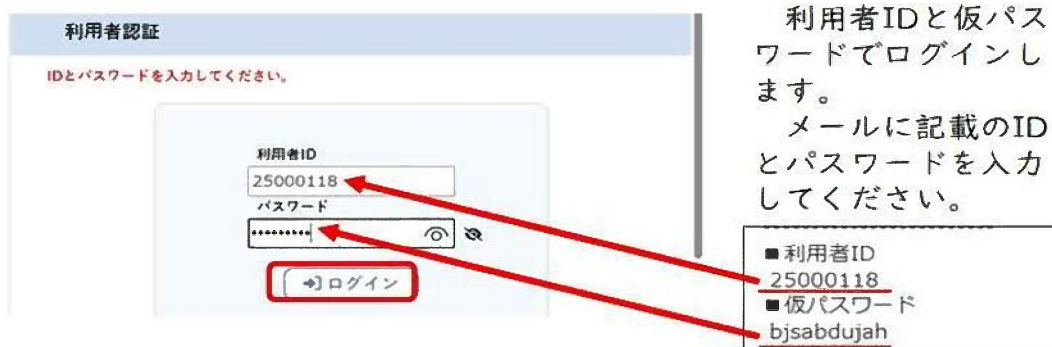 利用者認証
IDとパスワードを入力してください。
利用者ID
25000118
パスワード
•••••••••
ログイン
利用者IDと仮パス
ワードでログインし
ます。
メールに記載のID
とパスワードを入力
してください。
■利用者ID
25000118
■仮パスワード
bjsabdujah